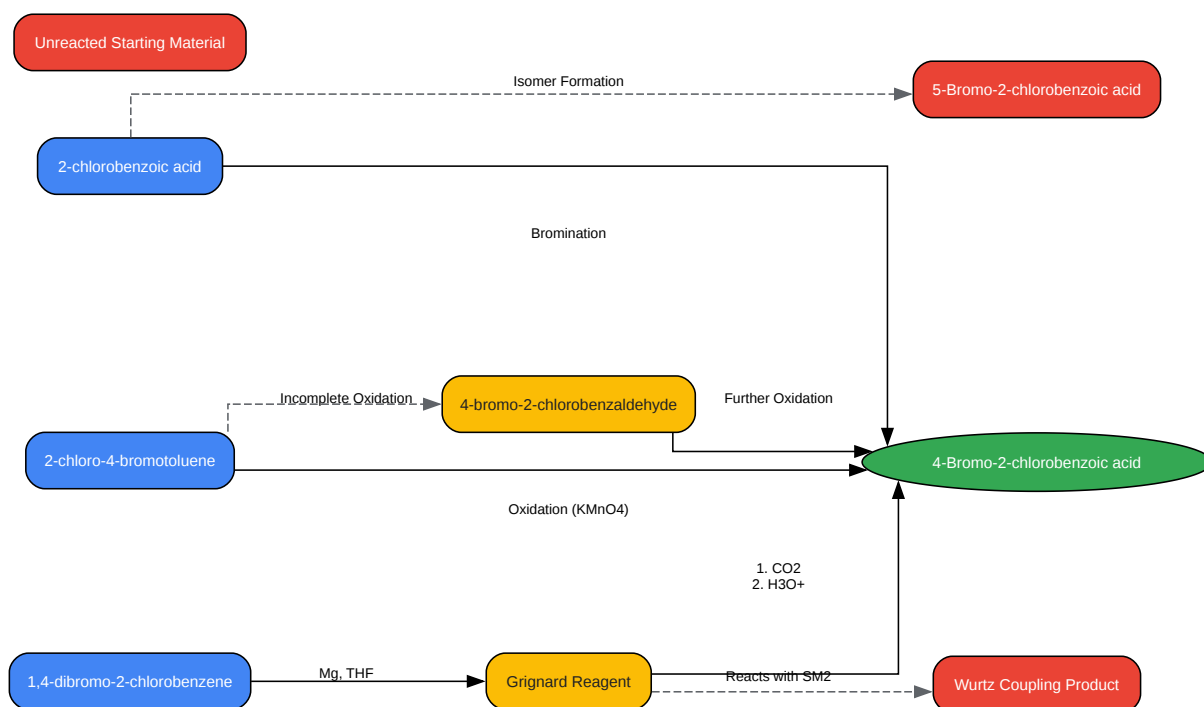 Unreacted Starting Material
Isomer Formation
5-Bromo-2-chlorobenzoic acid
2-chlorobenzoic acid
Bromination
Incomplete Oxidation
4-bromo-2-chlorobenzaldehyde
Further Oxidation
2-chloro-4-bromotoluene
4-Bromo-2-chlorobenzoic acid
Oxidation (KMnO4)
1. CO2
2. H3O+
1,4-dibromo-2-chlorobenzene
Mg, THF
Grignard Reagent
Reacts with SM2
Wurtz Coupling Product